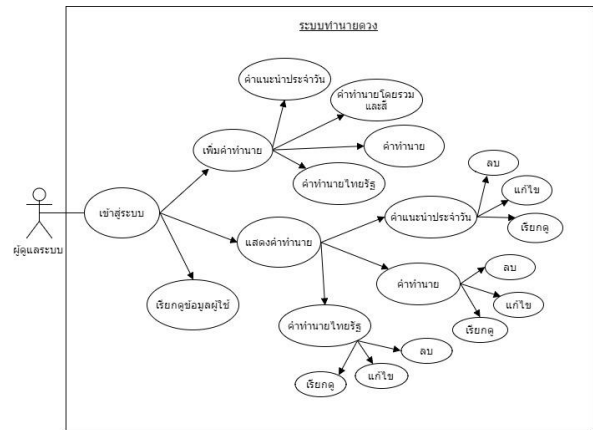 ระบบทำนายดวง
คำแนะนำประจำวัน
คำทำนายโดยรวม
และสี
เพิ่มคำทำนาย
คำทำนาย
คำทำนายไทยรัฐ
ลบ
แก้ไข
เรียกดู
คำแนะนำประจำวัน
เข้าสู่ระบบ
ผู้ดูแลระบบ
แสดงคำทำนาย
ลบ
แก้ไข
เรียกดู
คำทำนาย
เรียกดูข้อมูลผู้ใช้
คำทำนายไทยรัฐ
ลบ
แก้ไข
เรียกดู